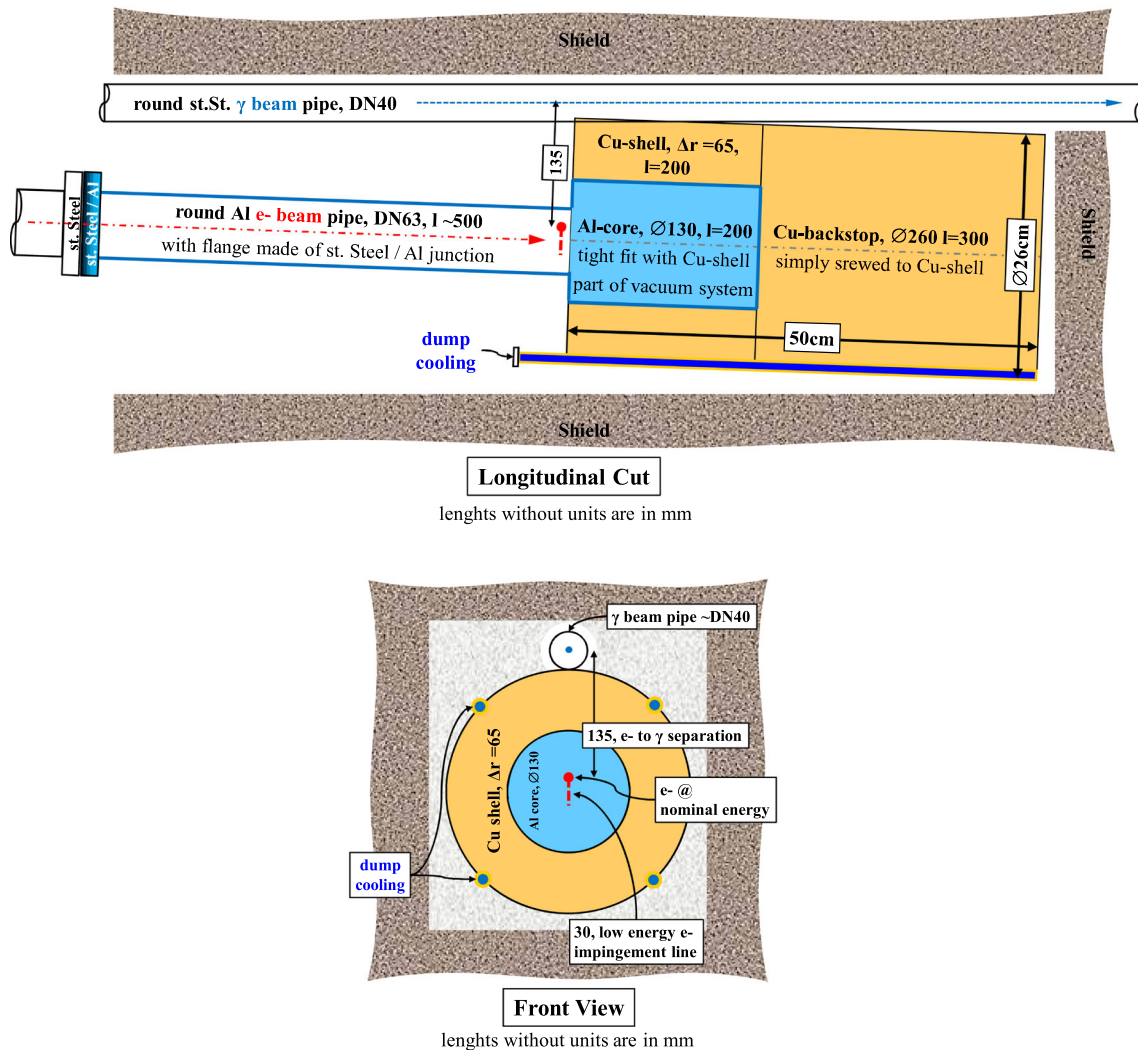 Shield
round st.St. γ beam pipe, DN40
135
Cu-shell, Δr =65,
l=200
st. Steel
st. Steel / Al
round Al e- beam pipe, DN63, l ~500
with flange made of st. Steel / Al junction
Al-core, ∅130, l=200
tight fit with Cu-shell
part of vacuum system
Cu-backstop, ∅260 l=300
simply srewed to Cu-shell
∅26cm
Shield
50cm
dump
cooling
Shield
Longitudinal Cut
lenghts without units are in mm
γ beam pipe ~DN40
135, e- to γ separation
Cu shell, Δr =65
Al core, ∅130
e- @
nominal energy
dump
cooling
30, low energy e-
impingement line
Front View
lenghts without units are in mm